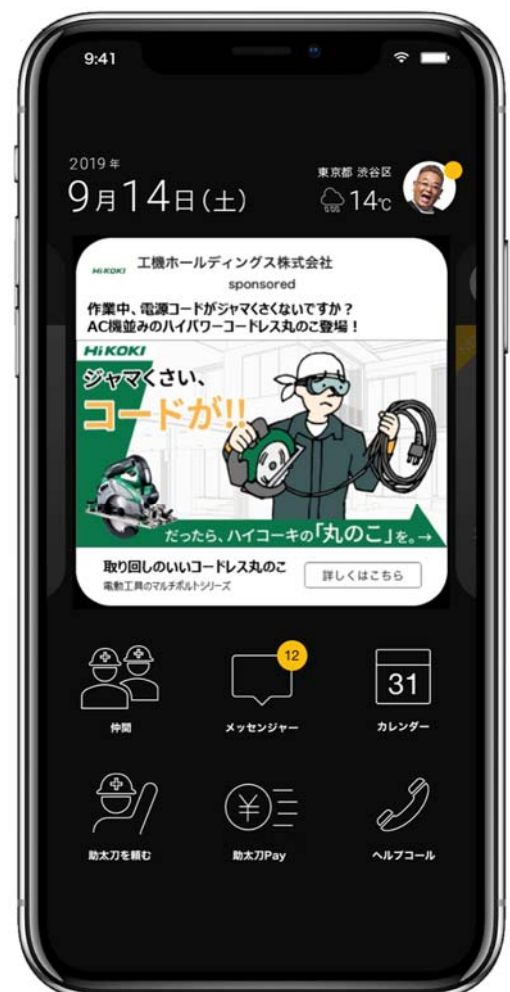 9:41
2019年
9月14日(土)
東京都 渋谷区
14℃
HiKOKI
工機ホールディングス株式会社
sponsored
作業中、電源コードがジャマくさくないですか？
AC機並みのハイパワーコードレス丸のこ登場！
HiKOKI
ジャマくさい、
コードが!!
だったら、ハイコーキの「丸のこ」を。→
取り回しのいいコードレス丸のこ
電動工具のマルチボルトシリーズ
詳しくはこちら
12
31
仲間
メッセンジャー
カレンダー
助太刀を頼む
助太刀Pay
ヘルプコール